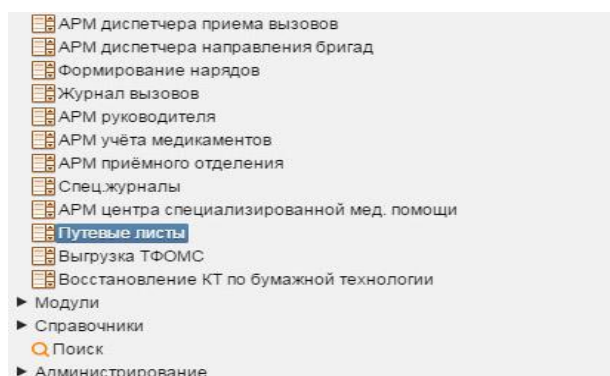 АРМ диспетчера приема вызовов
АРМ диспетчера направления бригад
Формирование нарядов
Журнал вызовов
АРМ руководителя
АРМ учёта медикаментов
АРМ приёмного отделения
Спец.журналы
АРМ центра специализированной мед. помощи
Путевые листы
Выгрузка ТФОМС
Восстановление КТ по бумажной технологии
Модули
Справочники
Поиск
Администрирование